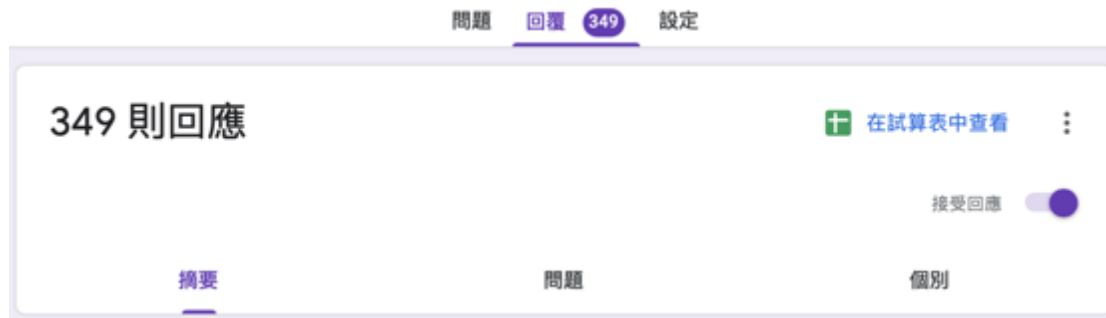 問題 回覆 349 設定
349 則回應
在試算表中查看
接受回應
摘要 問題 個別